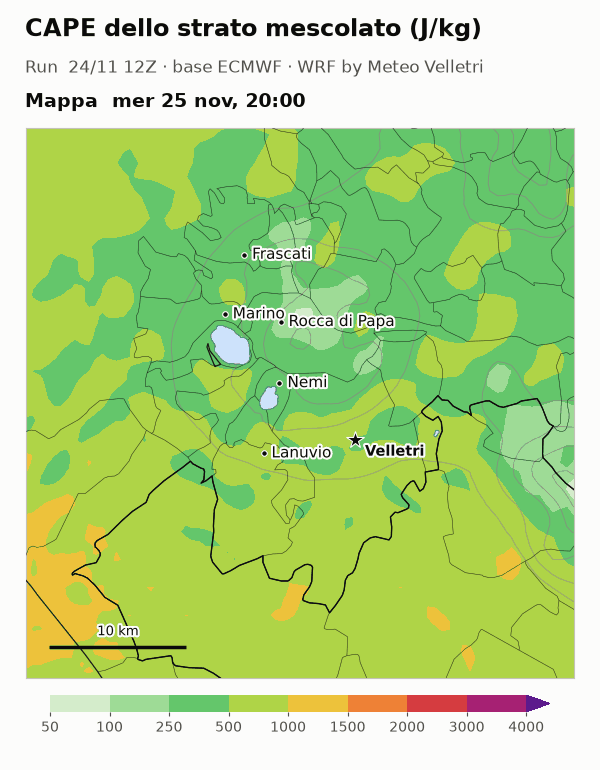 CAPE dello strato mescolato (J/kg)
Run  24/11 12Z · base ECMWF · WRF by Meteo Velletri
Mappa  mer 25 nov, 20:00
Frascati
Marino
Rocca di Papa
Nemi
Velletri
Lanuvio
10 km
50 100 250 500 1000 1500 2000 3000 4000